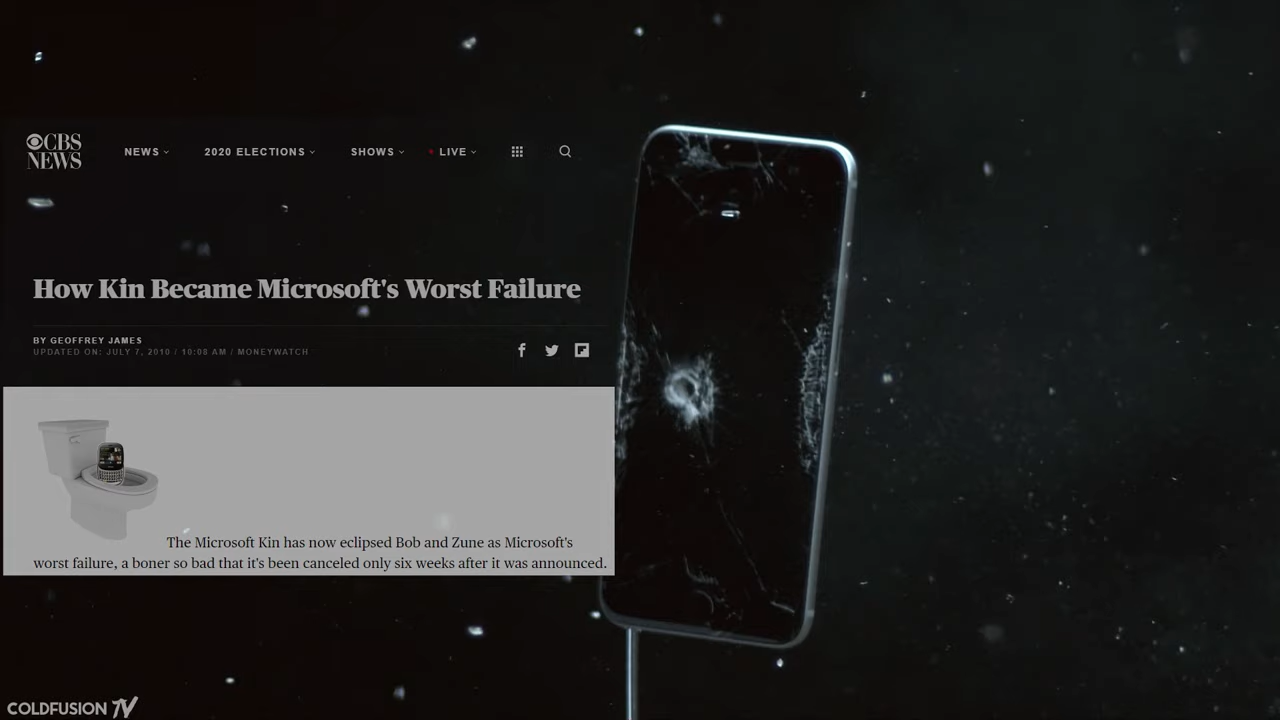 CBS NEWS
NEWS
2020 ELECTIONS
SHOWS
LIVE
How Kin Became Microsoft's Worst Failure
BY GEOFFREY JAMES
UPDATED ON: JULY 7, 2010 / 10:08 AM / MONEYWATCH
The Microsoft Kin has now eclipsed Bob and Zune as Microsoft's
worst failure, a boner so bad that it's been canceled only six weeks after it was announced.
COLDFUSION TV